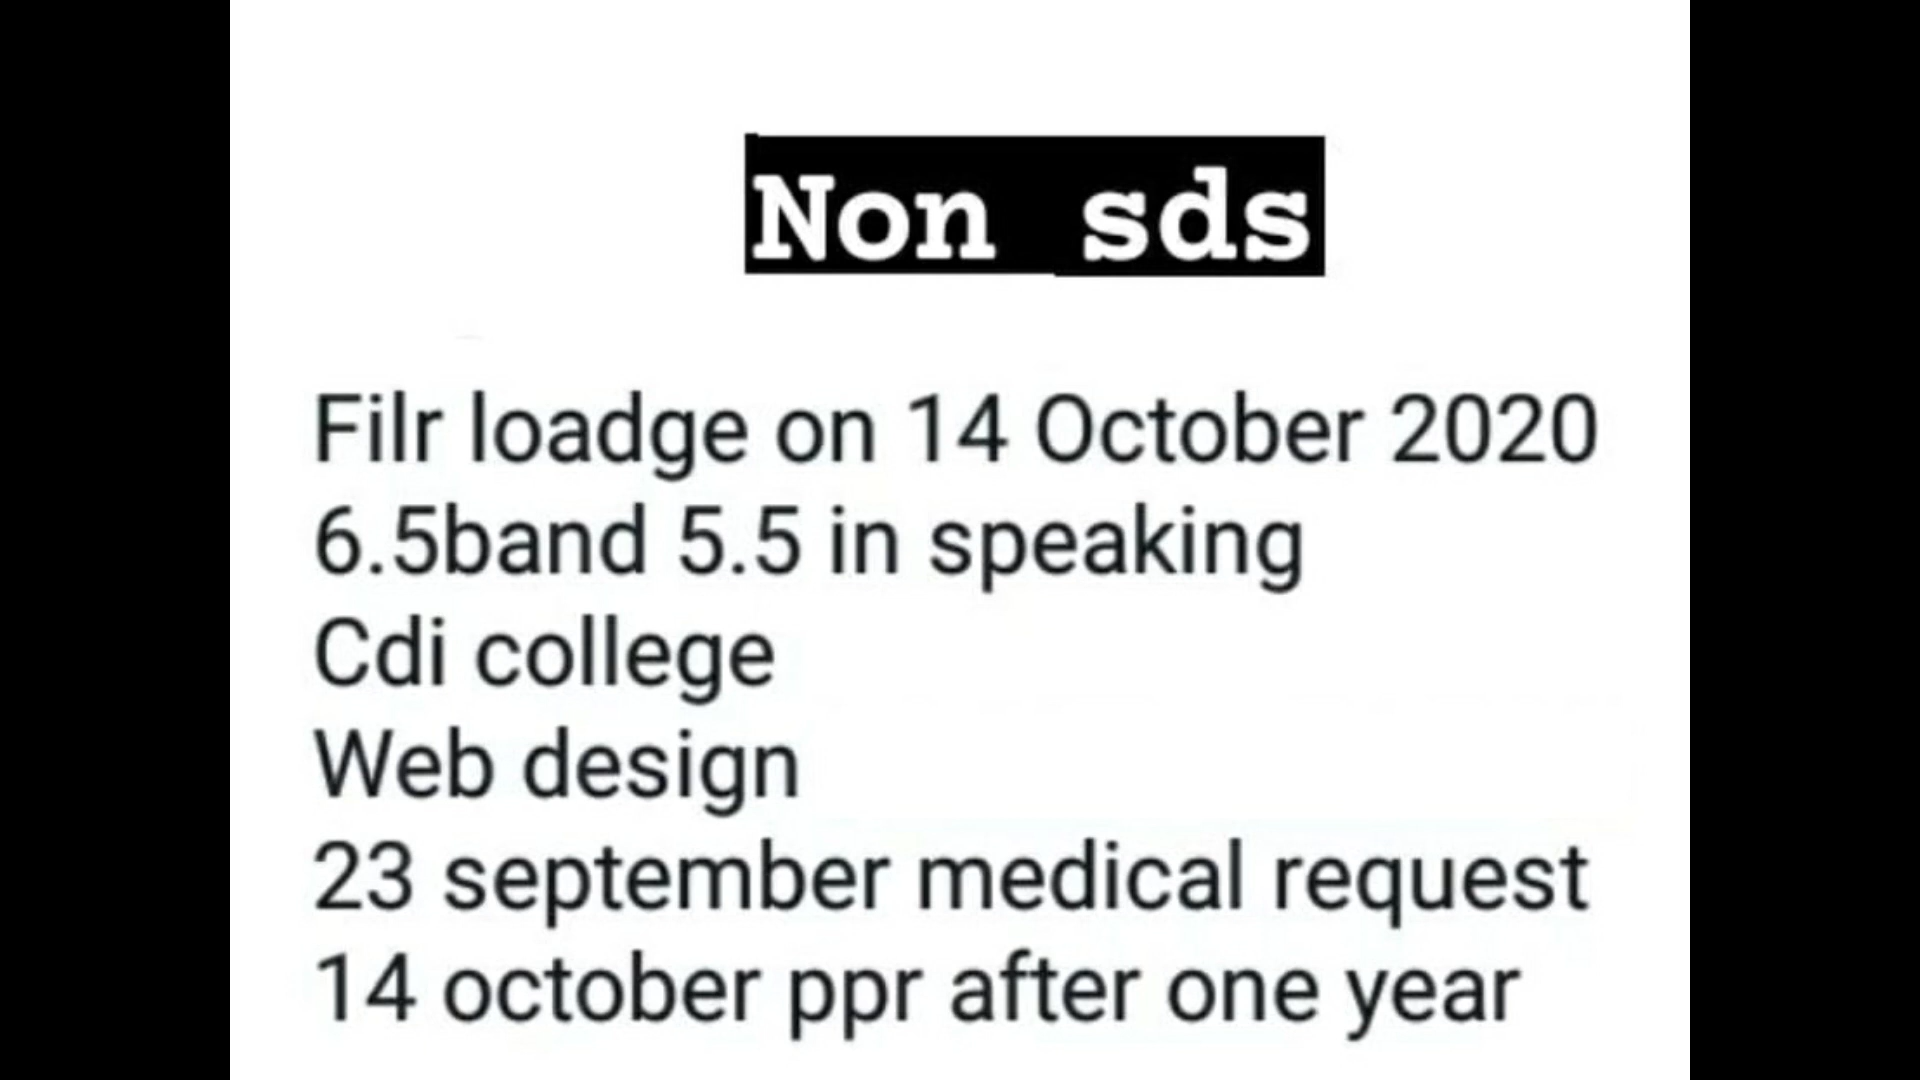 Non sds
Filr loadge on 14 October 2020
6.5band 5.5 in speaking
Cdi college
Web design
23 september medical request
14 october ppr after one year